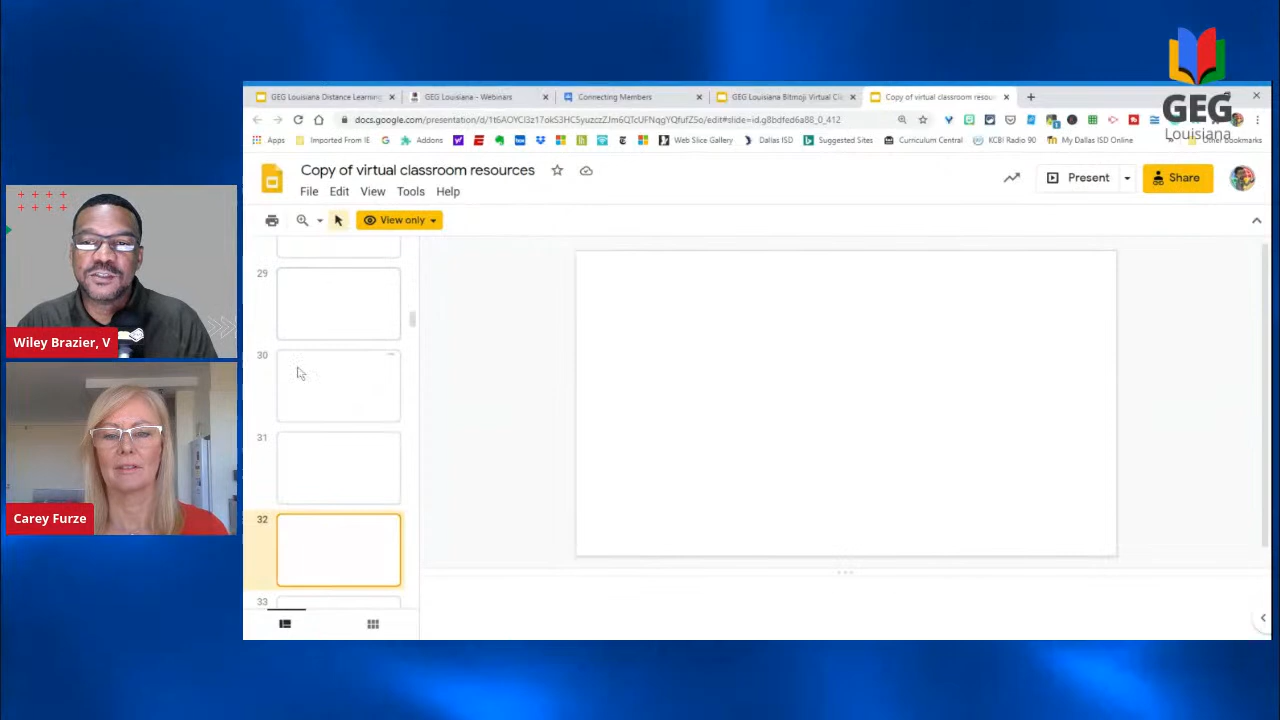 GEG
Louisiana
GEG Louisiana Distance Learning
GEG Louisiana - Webinars
Connecting Members
GEG Louisiana Bitmoji Virtual Cla
Copy of virtual classroom resour
Apps
Imported From IE
Addons
Web Slice Gallery
Dallas ISD
Suggested Sites
Curriculum Central
KCBI Radio 90
My Dallas ISD Online
Other Bookmarks
Copy of virtual classroom resources
File Edit View Tools Help
Present
Share
View only
29
30
31
32
33
Wiley Brazier, V
Carey Furze